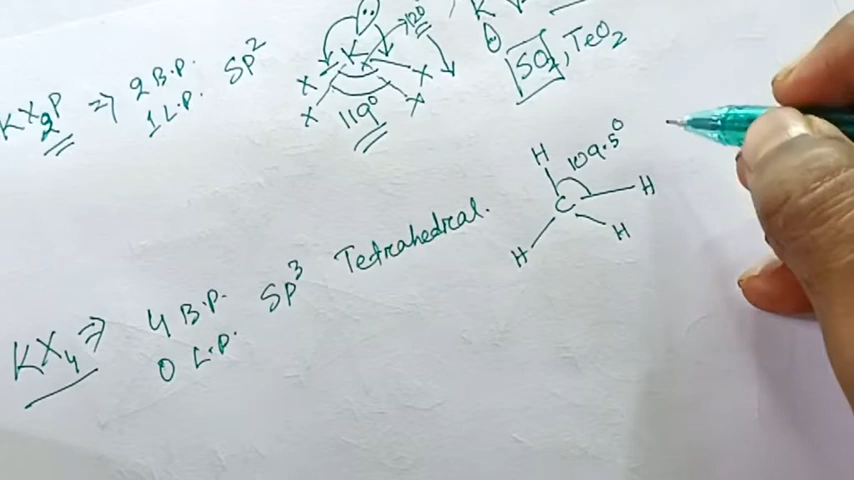 KX2P ⇒ 2 B.P. SP²
1 L.P.
K
X
X
X
X
120°
119°
K
SO2, TeO2
KX4 ⇒ 4 B.P. SP³ Tetrahedral.
0 L.P.
H
109.5°
C
H
H
H